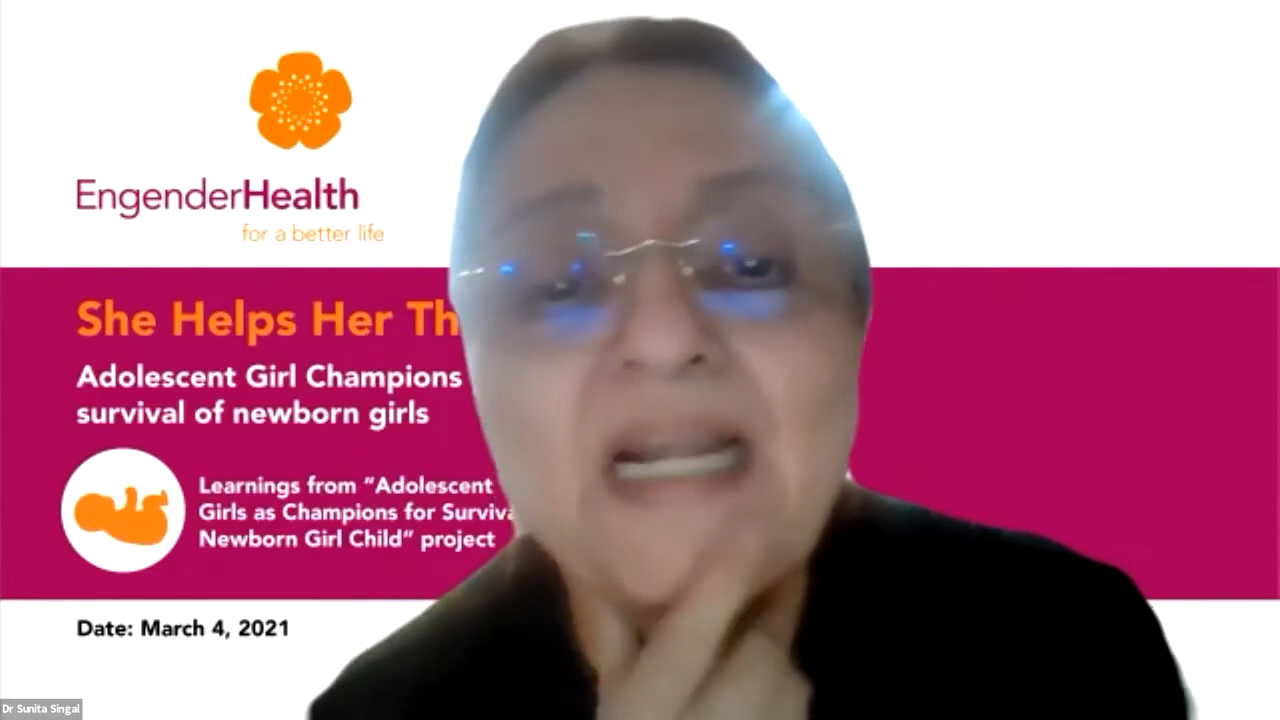 EngenderHealth
for a better life
She Helps Her Th
Adolescent Girl Champions
survival of newborn girls
Learnings from “Adolescent
Girls as Champions for Surviva
Newborn Girl Child” project
Date: March 4, 2021
Dr Sunita Singal